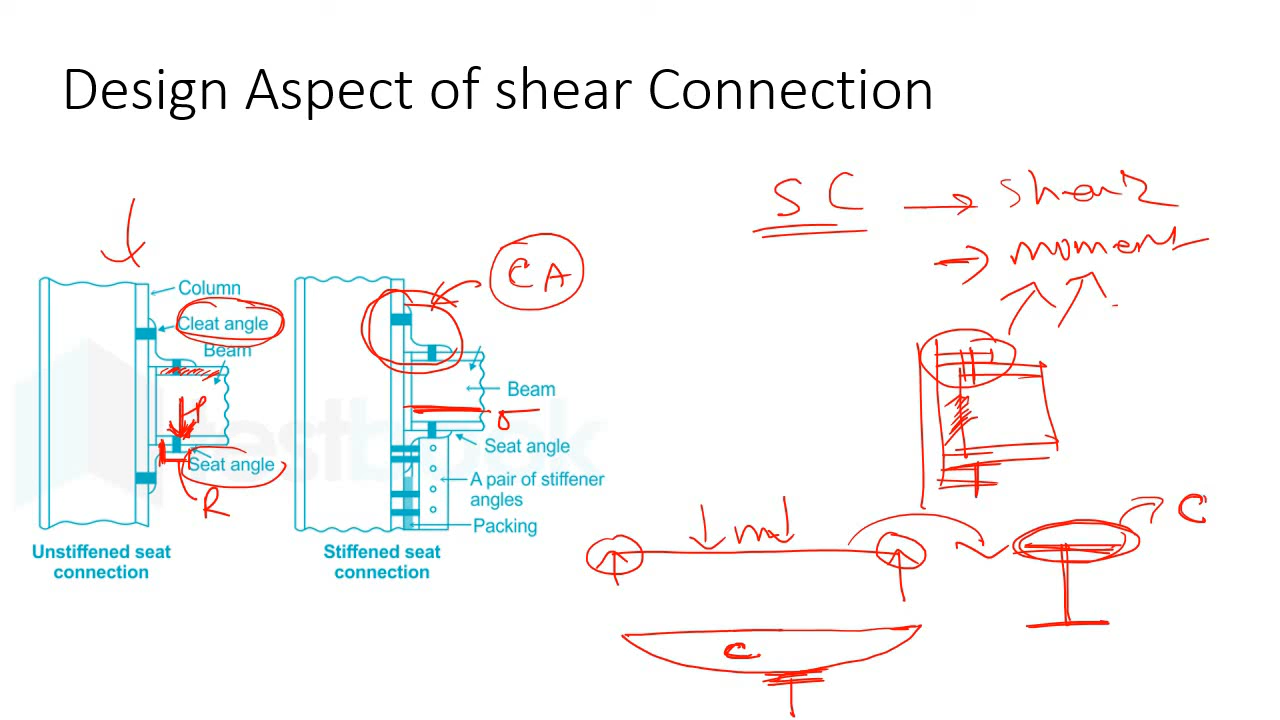 Design Aspect of shear Connection
SC → shear
→ moment
CA
Column
Cleat angle
Beam
Beam
Seat angle
Seat angle
R
A pair of stiffener
angles
Packing
Unstiffened seat
connection
Stiffened seat
connection
C
C
testbook